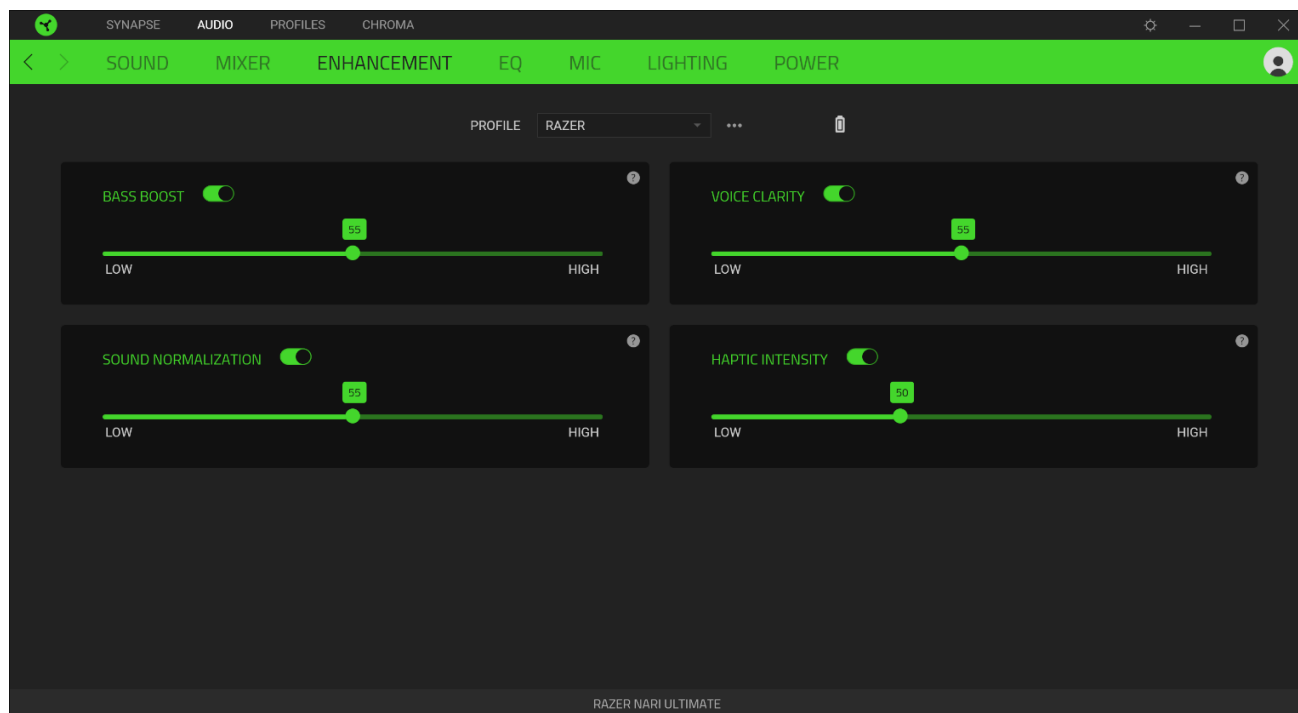 SYNAPSE AUDIO PROFILES CHROMA
SOUND MIXER ENHANCEMENT EQ MIC LIGHTING POWER
PROFILE RAZER
BASS BOOST
55
LOW HIGH
VOICE CLARITY
55
LOW HIGH
SOUND NORMALIZATION
55
LOW HIGH
HAPTIC INTENSITY
50
LOW HIGH
RAZER NARI ULTIMATE